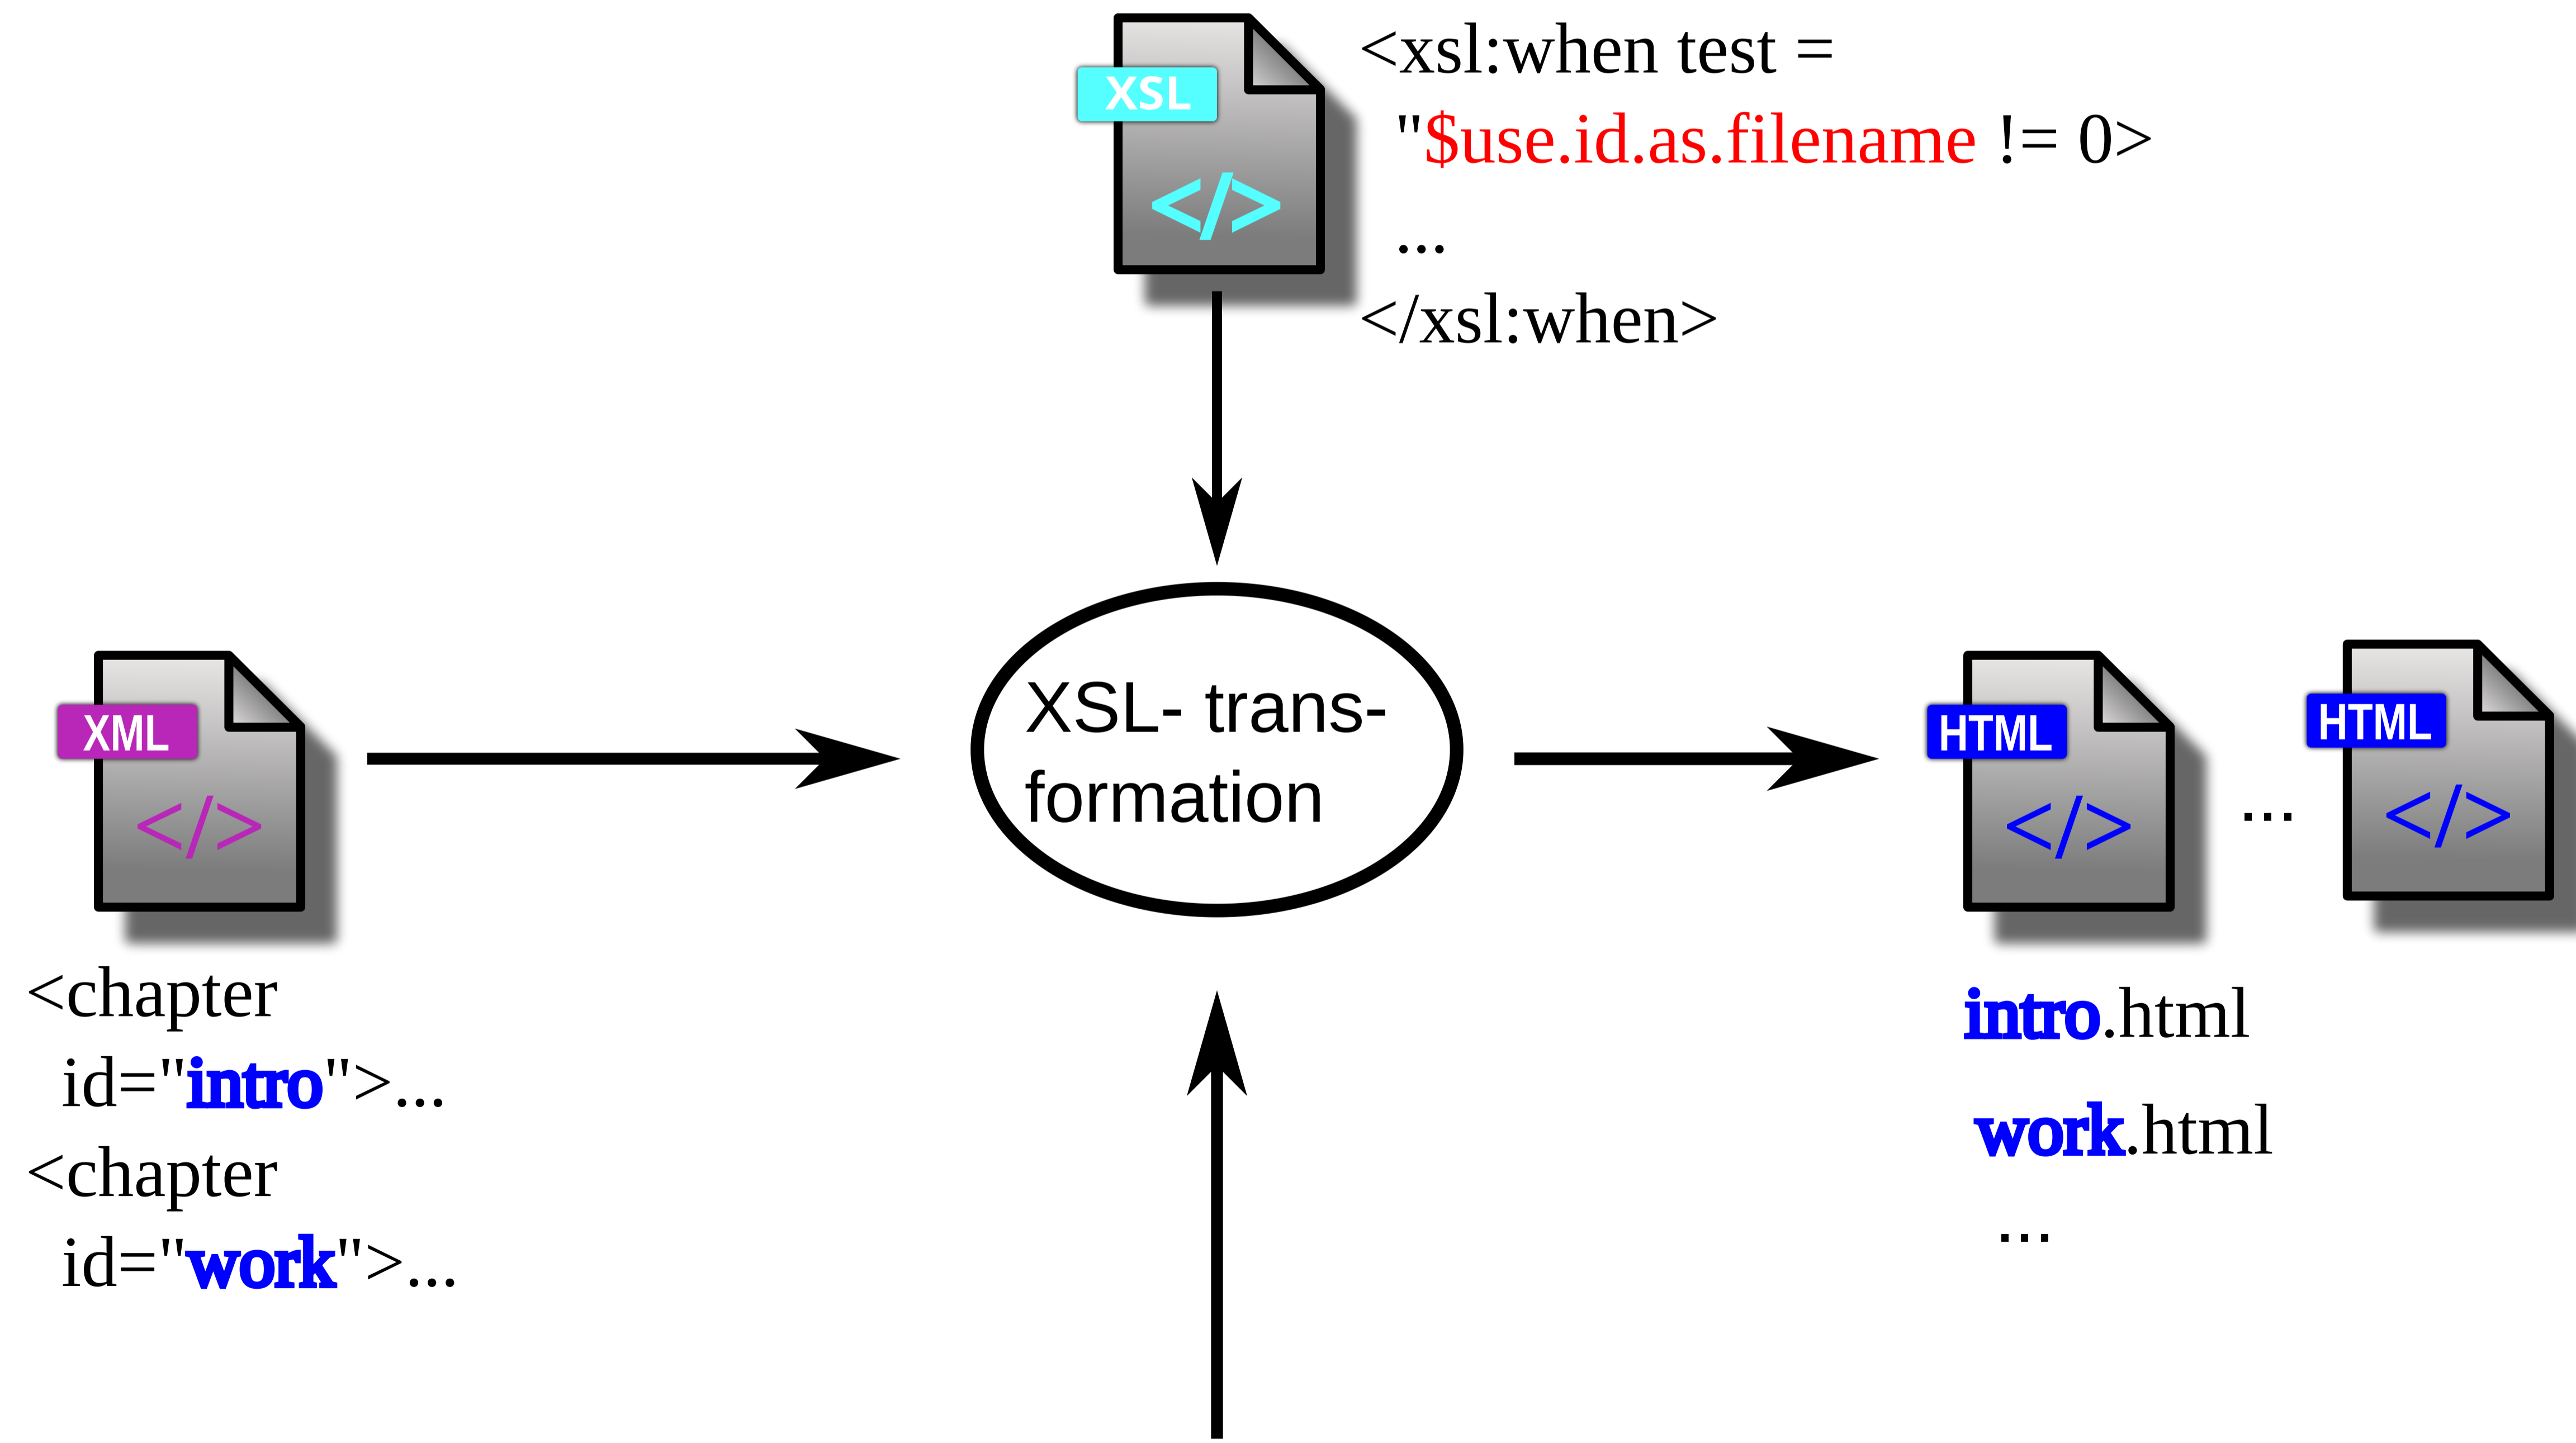 XSL
</>
<xsl:when test =
"$use.id.as.filename != 0>
...
</xsl:when>
XML
</>
<chapter
id="intro">...
<chapter
id="work">...
XSL- trans-
formation
HTML
</>
...
HTML
</>
intro.html
work.html
...